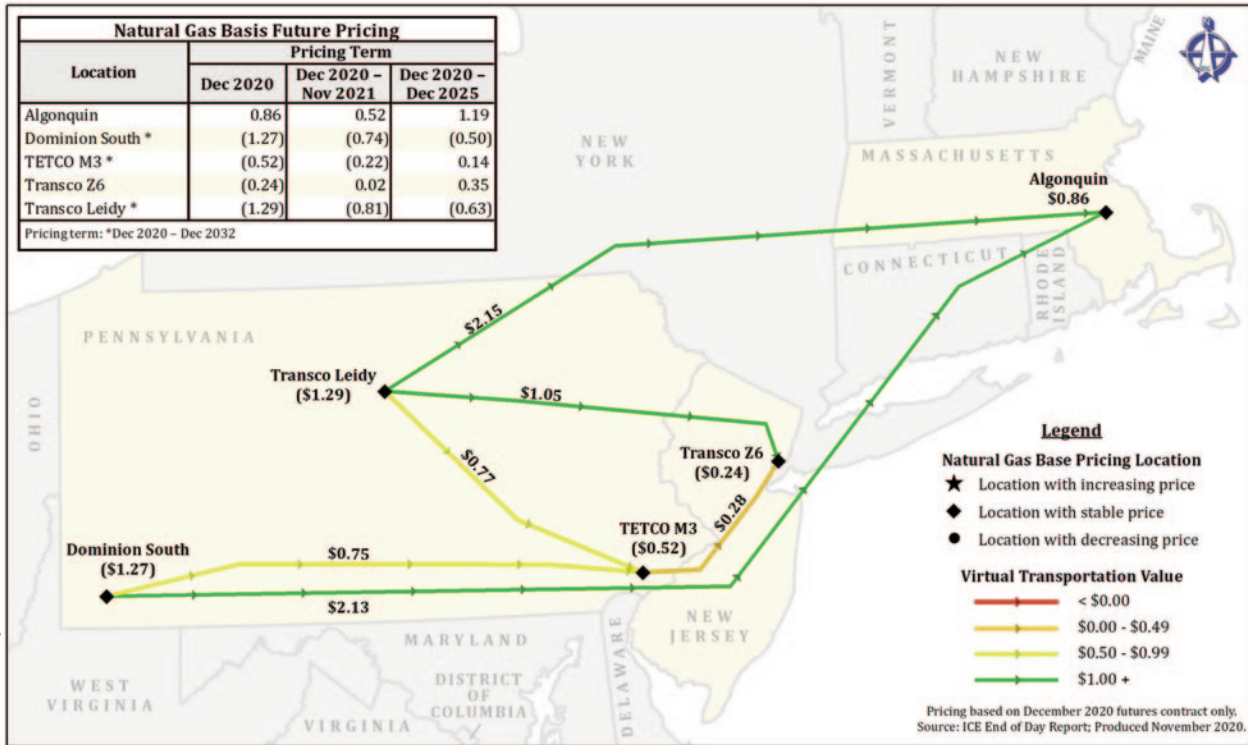 Natural Gas Basis Future Pricing
Location
Pricing Term
Dec 2020
Dec 2020 –
Nov 2021
Dec 2020 –
Dec 2025
Algonquin 0.86 0.52 1.19
Dominion South * (1.27) (0.74) (0.50)
TETCO M3 * (0.52) (0.22) 0.14
Transco Z6 (0.24) 0.02 0.35
Transco Leidy * (1.29) (0.81) (0.63)
Pricing term: *Dec 2020 – Dec 2032
VERMONT
NEW
HAMPSHIRE
MAINE
NEW
YORK
MASSACHUSETTS
Algonquin
$0.86
CONNECTICUT
RHODE
ISLAND
PENNSYLVANIA
OHIO
$2.15
Transco Leidy
($1.29)
$1.05
$0.77
Transco Z6
($0.24)
$0.28
TETCO M3
($0.52)
Dominion South
($1.27)
$0.75
$2.13
NEW
JERSEY
MARYLAND
DELAWARE
DISTRICT
OF
COLUMBIA
WEST
VIRGINIA
VIRGINIA
Legend
Natural Gas Base Pricing Location
Location with increasing price
Location with stable price
Location with decreasing price
Virtual Transportation Value
< $0.00
$0.00 - $0.49
$0.50 - $0.99
$1.00 +
Pricing based on December 2020 futures contract only.
Source: ICE End of Day Report; Produced November 2020.